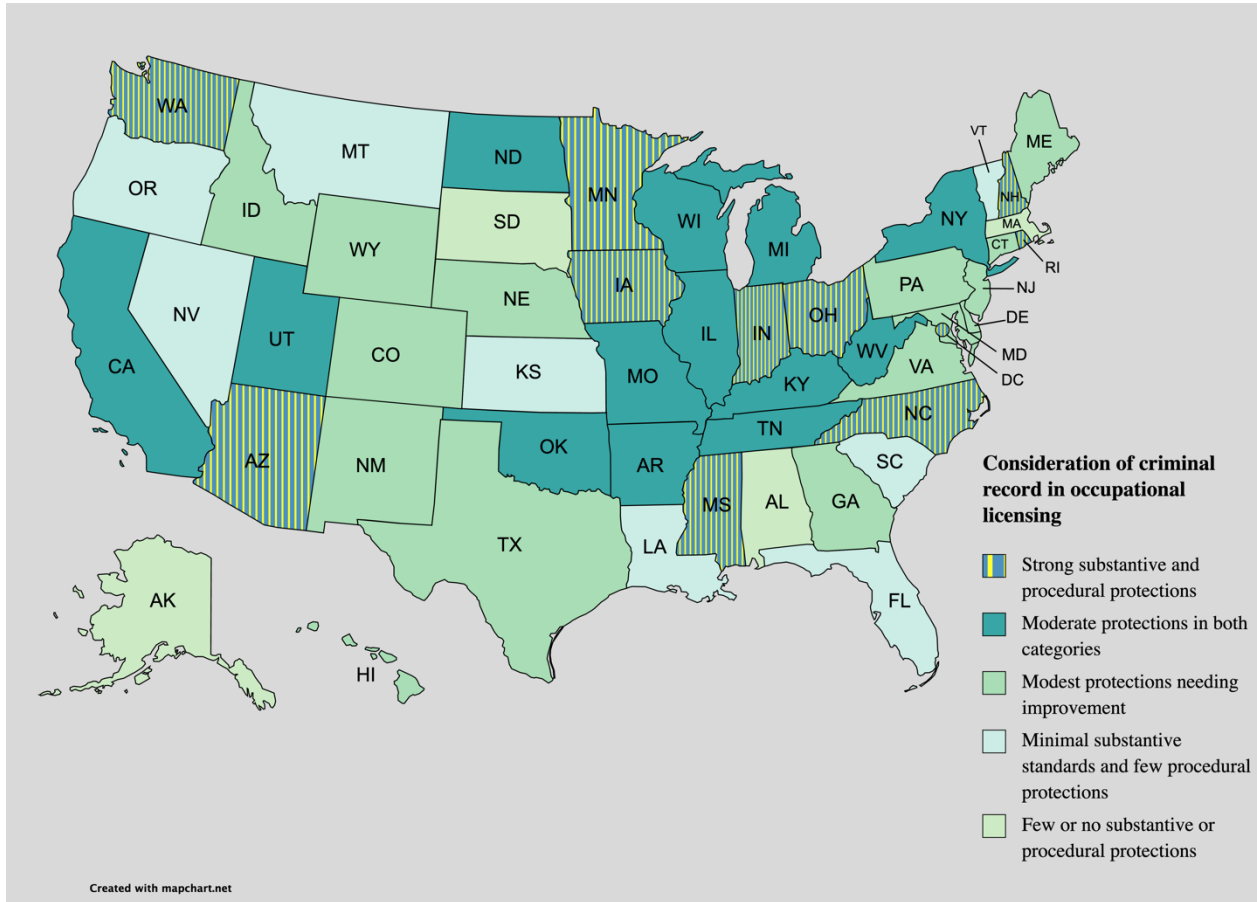 WA
MT
ND
MN
VT
ME
OR
ID
SD
WI
MI
NY
NH
MA
CT
RI
WY
IA
NE
PA
NJ
NV
UT
CO
IL
IN
OH
DE
MD
DC
CA
KS
MO
KY
WV
VA
AZ
NM
OK
AR
TN
NC
SC
MS
AL
GA
TX
LA
FL
AK
HI
Consideration of criminal
record in occupational
licensing
Strong substantive and
procedural protections
Moderate protections in both
categories
Modest protections needing
improvement
Minimal substantive
standards and few procedural
protections
Few or no substantive or
procedural protections
Created with mapchart.net